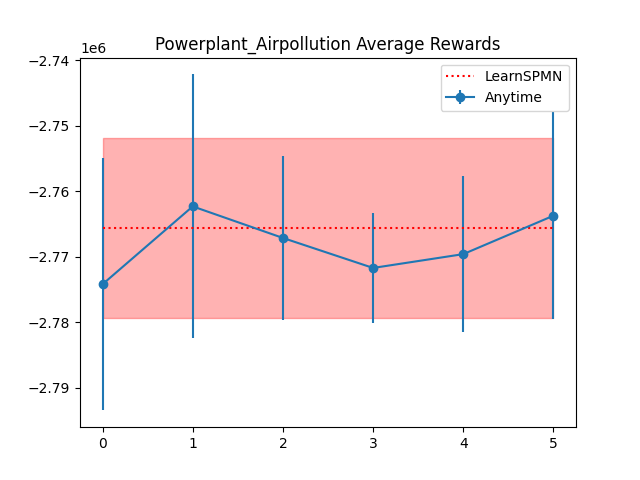 Powerplant_Airpollution Average Rewards
1e6
−2.74
−2.75
−2.76
−2.77
−2.78
−2.79
LearnSPMN
Anytime
0 1 2 3 4 5